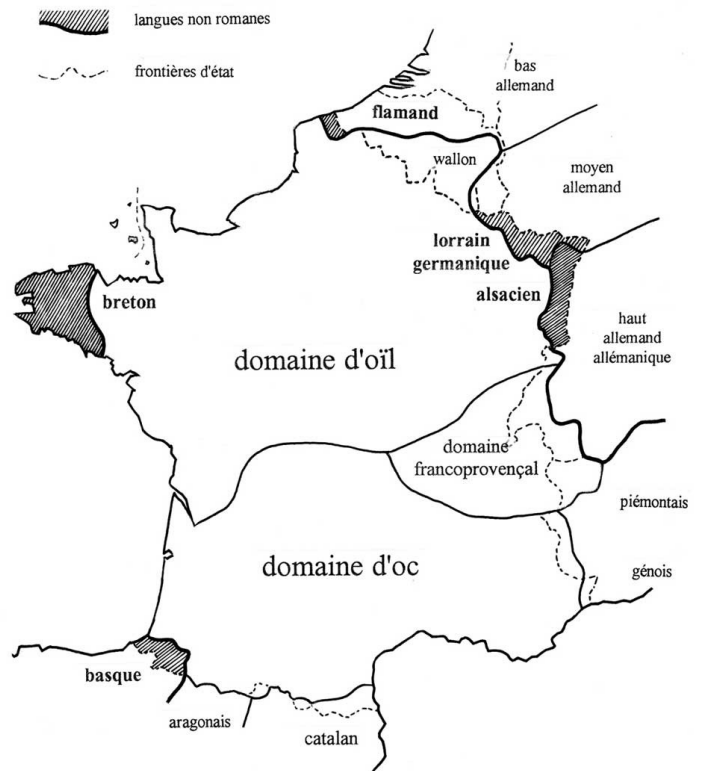 langues non romanes
frontières d'état
bas
allemand
flamand
wallon
moyen
allemand
lorrain
germanique
alsacien
breton
haut
allemand
allémanique
domaine d'oïl
domaine
francoprovençal
piémontais
domaine d'oc
génois
basque
aragonais
catalan